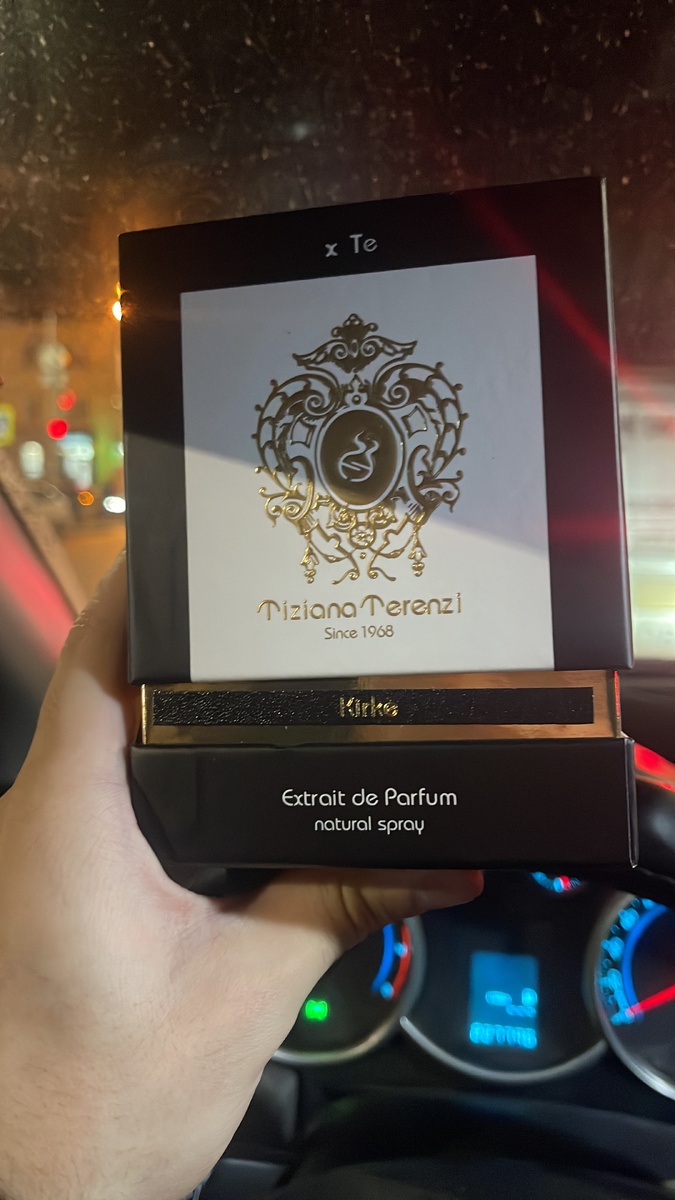 x Te
Tiziana Terenzi
Since 1968
Kirke
Extrait de Parfum
natural spray